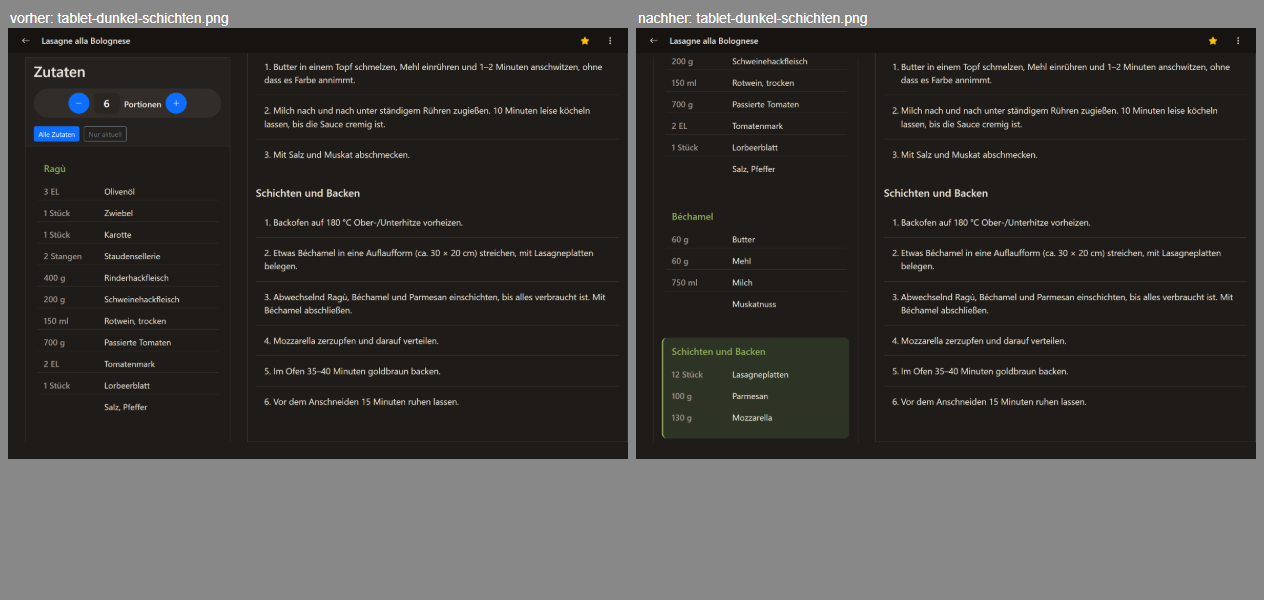 vorher: tablet-dunkel-schichten.png
← Lasagne alla Bolognese
Zutaten
− 6 Portionen +
Alle Zutaten Nur aktuell
Ragù
3 EL Olivenöl
1 Stück Zwiebel
1 Stück Karotte
2 Stangen Staudensellerie
400 g Rinderhackfleisch
200 g Schweinehackfleisch
150 ml Rotwein, trocken
700 g Passierte Tomaten
2 EL Tomatenmark
1 Stück Lorbeerblatt
Salz, Pfeffer
1. Butter in einem Topf schmelzen, Mehl einrühren und 1–2 Minuten anschwitzen, ohne
dass es Farbe annimmt.
2. Milch nach und nach unter ständigem Rühren zugießen. 10 Minuten leise köcheln
lassen, bis die Sauce cremig ist.
3. Mit Salz und Muskat abschmecken.
Schichten und Backen
1. Backofen auf 180 °C Ober-/Unterhitze vorheizen.
2. Etwas Béchamel in eine Auflaufform (ca. 30 × 20 cm) streichen, mit Lasagneplatten
belegen.
3. Abwechselnd Ragù, Béchamel und Parmesan einschichten, bis alles verbraucht ist. Mit
Béchamel abschließen.
4. Mozzarella zerzupfen und darauf verteilen.
5. Im Ofen 35–40 Minuten goldbraun backen.
6. Vor dem Anschneiden 15 Minuten ruhen lassen.
nachher: tablet-dunkel-schichten.png
← Lasagne alla Bolognese
200 g Schweinehackfleisch
150 ml Rotwein, trocken
700 g Passierte Tomaten
2 EL Tomatenmark
1 Stück Lorbeerblatt
Salz, Pfeffer
Béchamel
60 g Butter
60 g Mehl
750 ml Milch
Muskatnuss
Schichten und Backen
12 Stück Lasagneplatten
100 g Parmesan
130 g Mozzarella
1. Butter in einem Topf schmelzen, Mehl einrühren und 1–2 Minuten anschwitzen, ohne
dass es Farbe annimmt.
2. Milch nach und nach unter ständigem Rühren zugießen. 10 Minuten leise köcheln
lassen, bis die Sauce cremig ist.
3. Mit Salz und Muskat abschmecken.
Schichten und Backen
1. Backofen auf 180 °C Ober-/Unterhitze vorheizen.
2. Etwas Béchamel in eine Auflaufform (ca. 30 × 20 cm) streichen, mit Lasagneplatten
belegen.
3. Abwechselnd Ragù, Béchamel und Parmesan einschichten, bis alles verbraucht ist. Mit
Béchamel abschließen.
4. Mozzarella zerzupfen und darauf verteilen.
5. Im Ofen 35–40 Minuten goldbraun backen.
6. Vor dem Anschneiden 15 Minuten ruhen lassen.